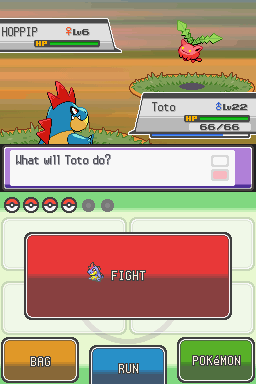 HOPPIP ♀Lv6
HP
Toto ♂Lv22
HP
66/66
What will Toto do?
FIGHT
BAG
RUN
POKéMON